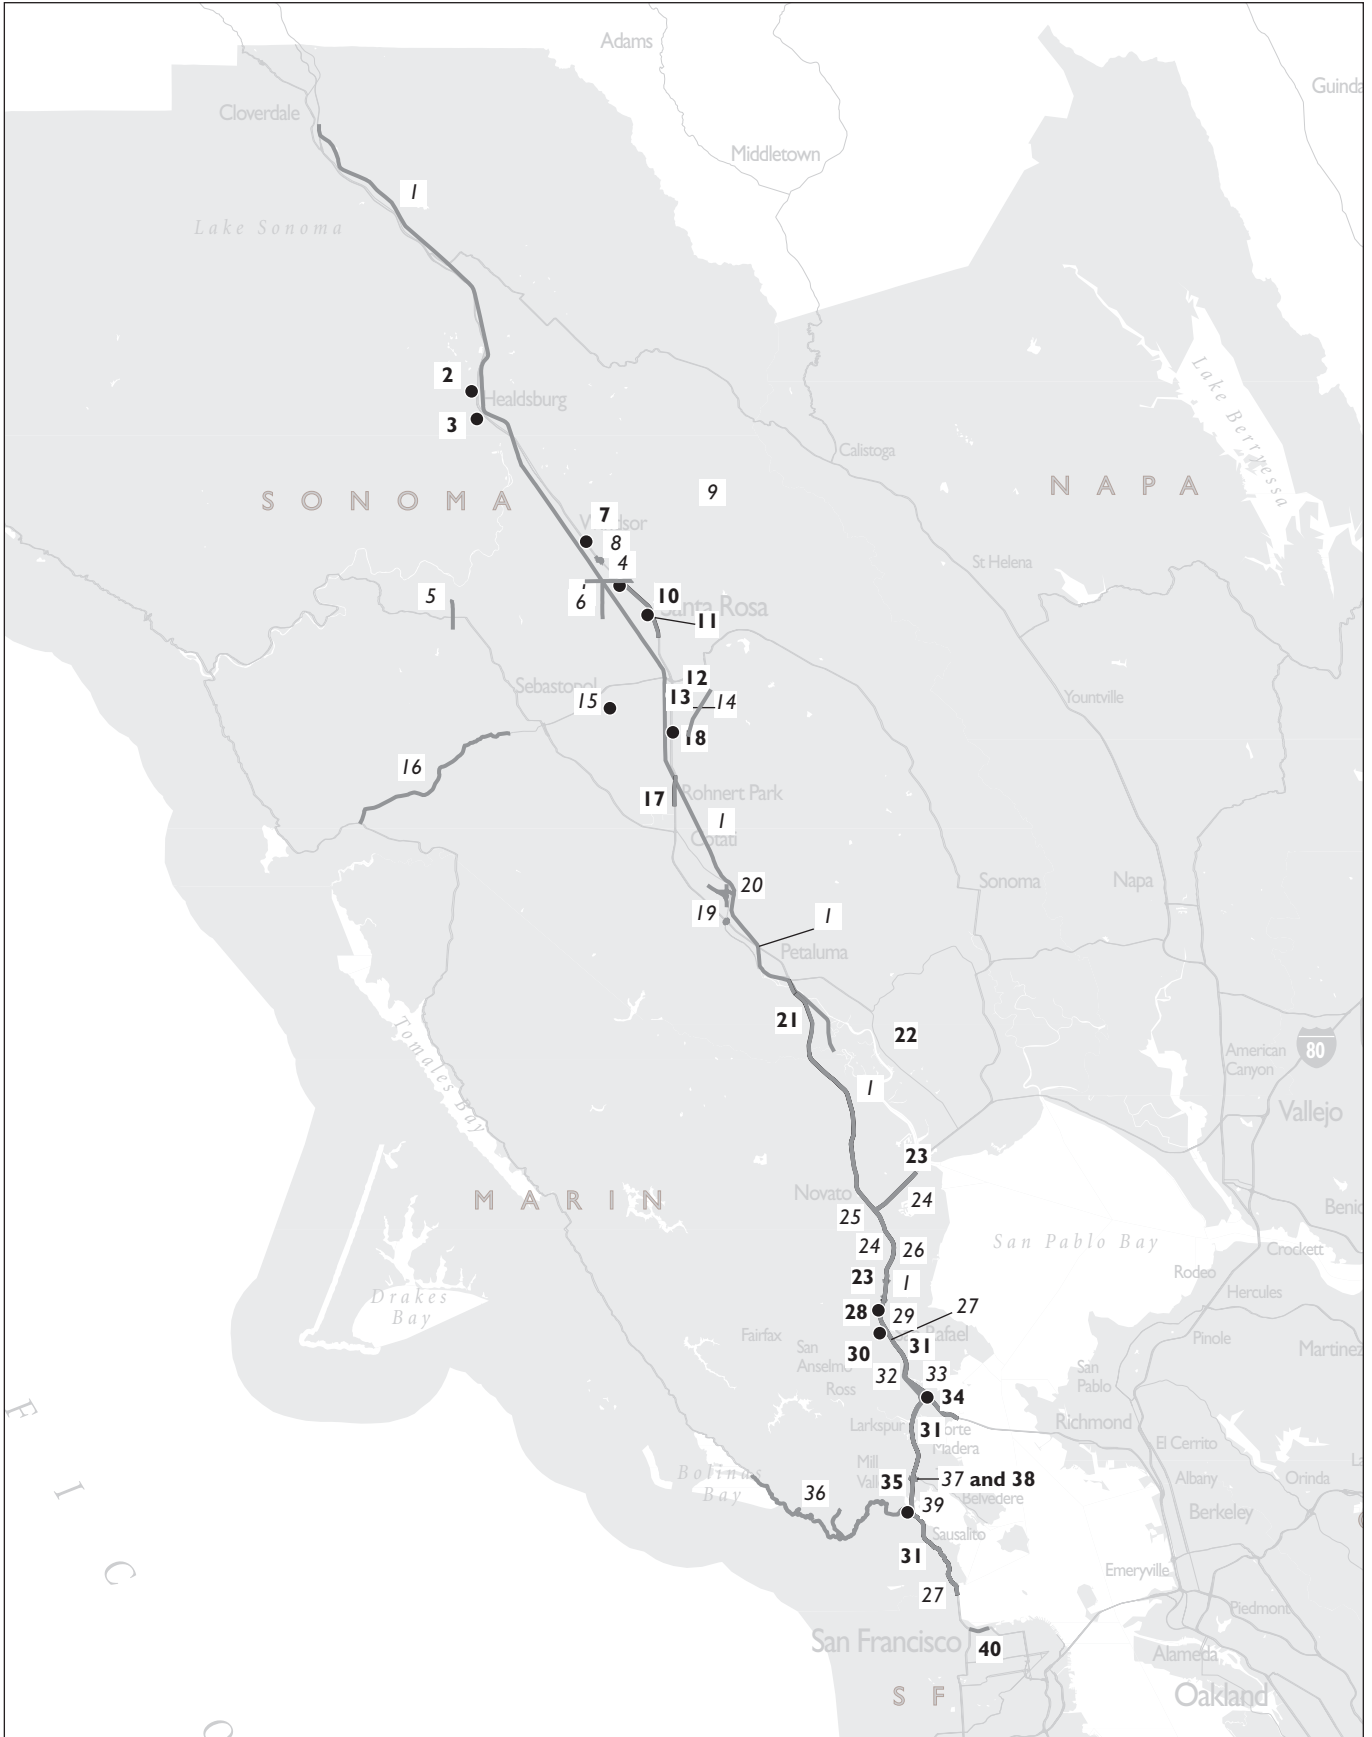 Adams
Guinda
Cloverdale
Middletown
1
Lake Sonoma
2
Healdsburg
3
Lake Berryessa
Calistoga
SONOMA
NAPA
9
7
Windsor
8
4
St Helena
5
6
10
Santa Rosa
11
12
Sebastopol
13
14
15
Yountville
18
16
17
Rohnert Park
1
Cotati
20
Sonoma
Napa
19
1
Petaluma
21
22
Tomales Bay
American
Canyon
80
1
Vallejo
23
Novato
24
MARIN
25
Benic
24
26
San Pablo Bay
Crockett
23
1
Rodeo
Hercules
Drakes
Bay
28
29
27
Fairfax
San Rafael
Pinole
30
31
San
Anselmo
Martinez
32
33
San
Pablo
Ross
34
Larkspur
31
Corte
Madera
Richmond
El Cerrito
La
Mill
Valley
Bolinas
Bay
35
37 and 38
Albany
Orinda
36
39
Belvedere
Berkeley
Sausalito
31
Emeryville
27
Piedmont
San Francisco
40
Alameda
SF
Oakland
F
I
C